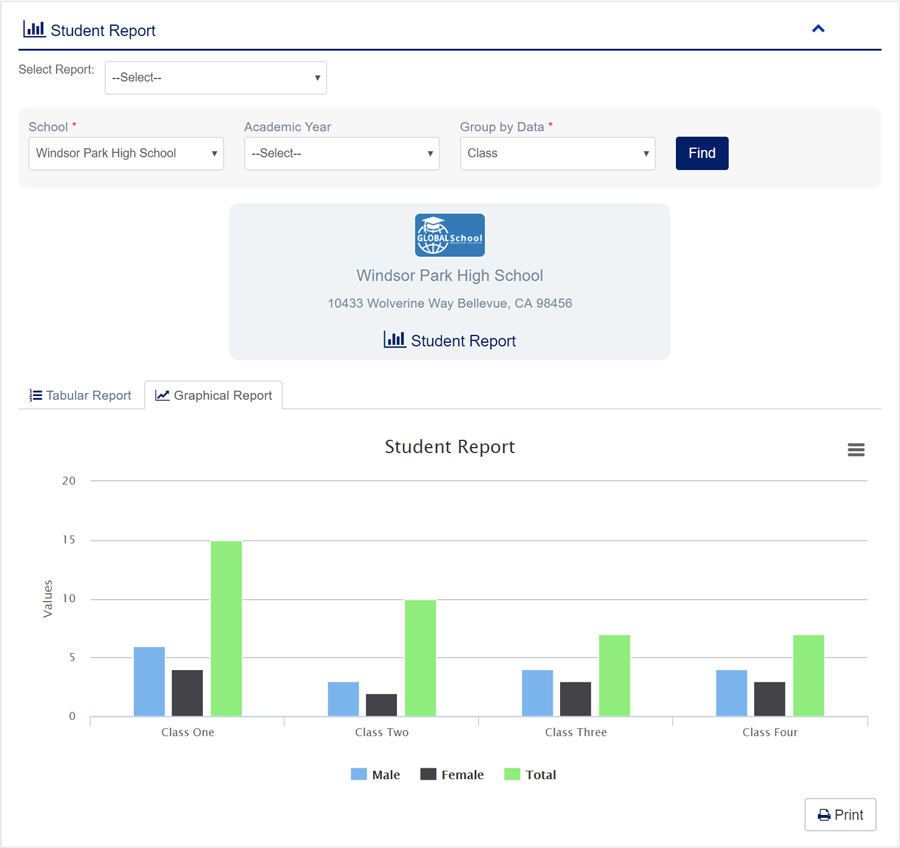 Student Report
Select Report:
--Select--
School *
Academic Year
Group by Data *
Windsor Park High School
--Select--
Class
Find
GLOBAL School
Windsor Park High School
10433 Wolverine Way Bellevue, CA 98456
Student Report
Tabular Report
Graphical Report
Student Report
20
15
10
5
0
Values
Class One
Class Two
Class Three
Class Four
Male
Female
Total
Print